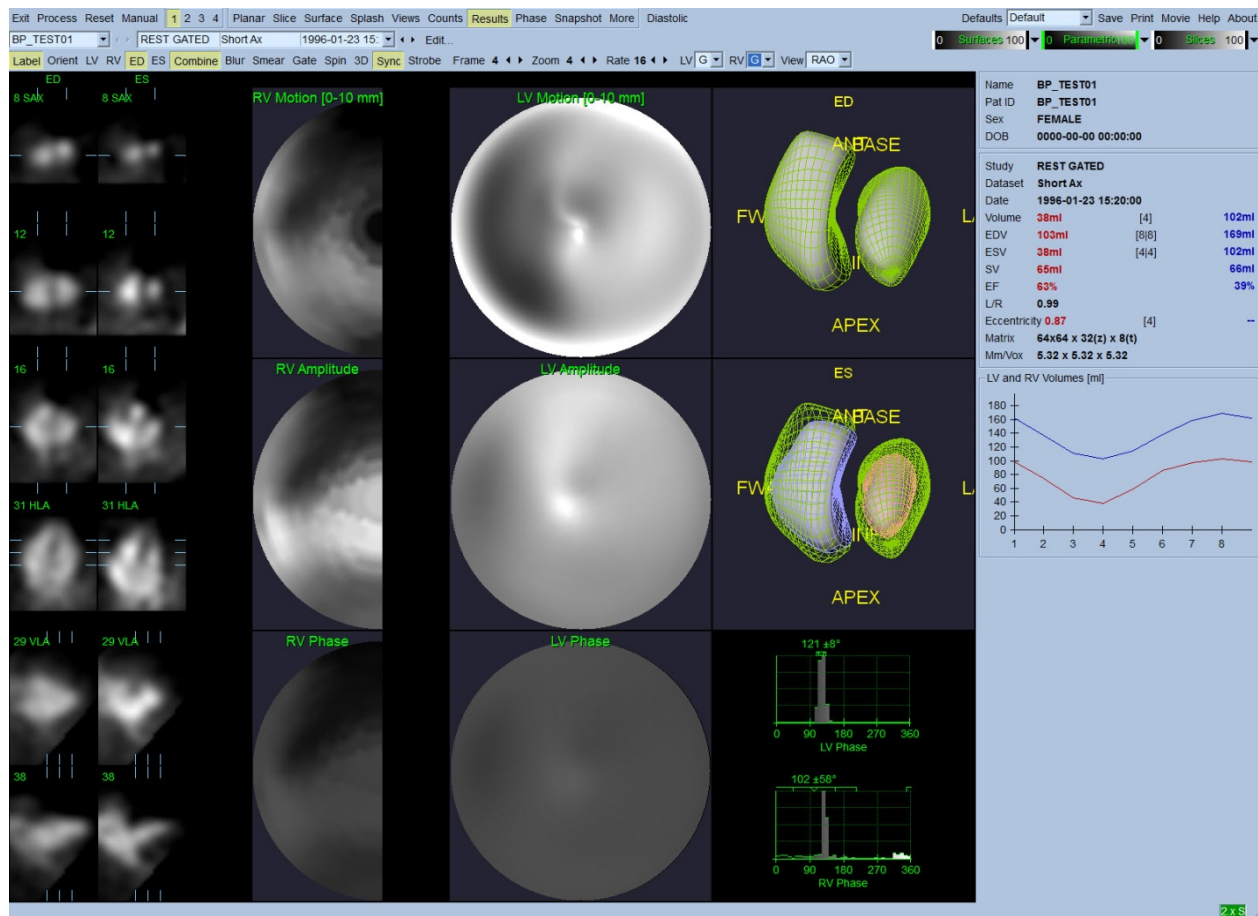 Exit Process Reset Manual 1 2 3 4 Planar Slice Surface Splash Views Counts Results Phase Snapshot More Diastolic Defaults Default Save Print Movie Help About
BP_TEST01 REST GATED Short Ax 1996-01-23 15: Edit... 0 Surfaces 100 0 Parametric 0 Slices 100
Label Orient LV RV ED ES Combine Blur Smear Gate Spin 3D Sync Strobe Frame 4 Zoom 4 Rate 16 LV G RV G View RAO
ED ES
8 SAX
12
16 16
31 HLA 31 HLA
29 VLA 29 VLA
38 38
RV Motion [0-10 mm]
LV Motion [0-10 mm]
RV Amplitude
LV Amplitude
RV Phase
LV Phase
ED
ANT BASE
FW
APEX
ES
ANT BASE
FW
APEX
121 ±8°
0 90 180 270 360
LV Phase
102 ±58°
0 90 180 270 360
RV Phase
Name BP_TEST01
Pat ID BP_TEST01
Sex FEMALE
DOB 0000-00-00 00:00:00
Study REST GATED
Dataset Short Ax
Date 1996-01-23 15:20:00
Volume 38ml [4] 102ml
EDV 103ml [8|8] 169ml
ESV 38ml [4|4] 102ml
SV 65ml 66ml
EF 63% 39%
L/R 0.99
Eccentricity 0.87 [4] --
Matrix 64x64 x 32(z) x 8(t)
Mm/Vox 5.32 x 5.32 x 5.32
LV and RV Volumes [ml]
180
160
140
120
100
80
60
40
20
0
1 2 3 4 5 6 7 8
2 x S